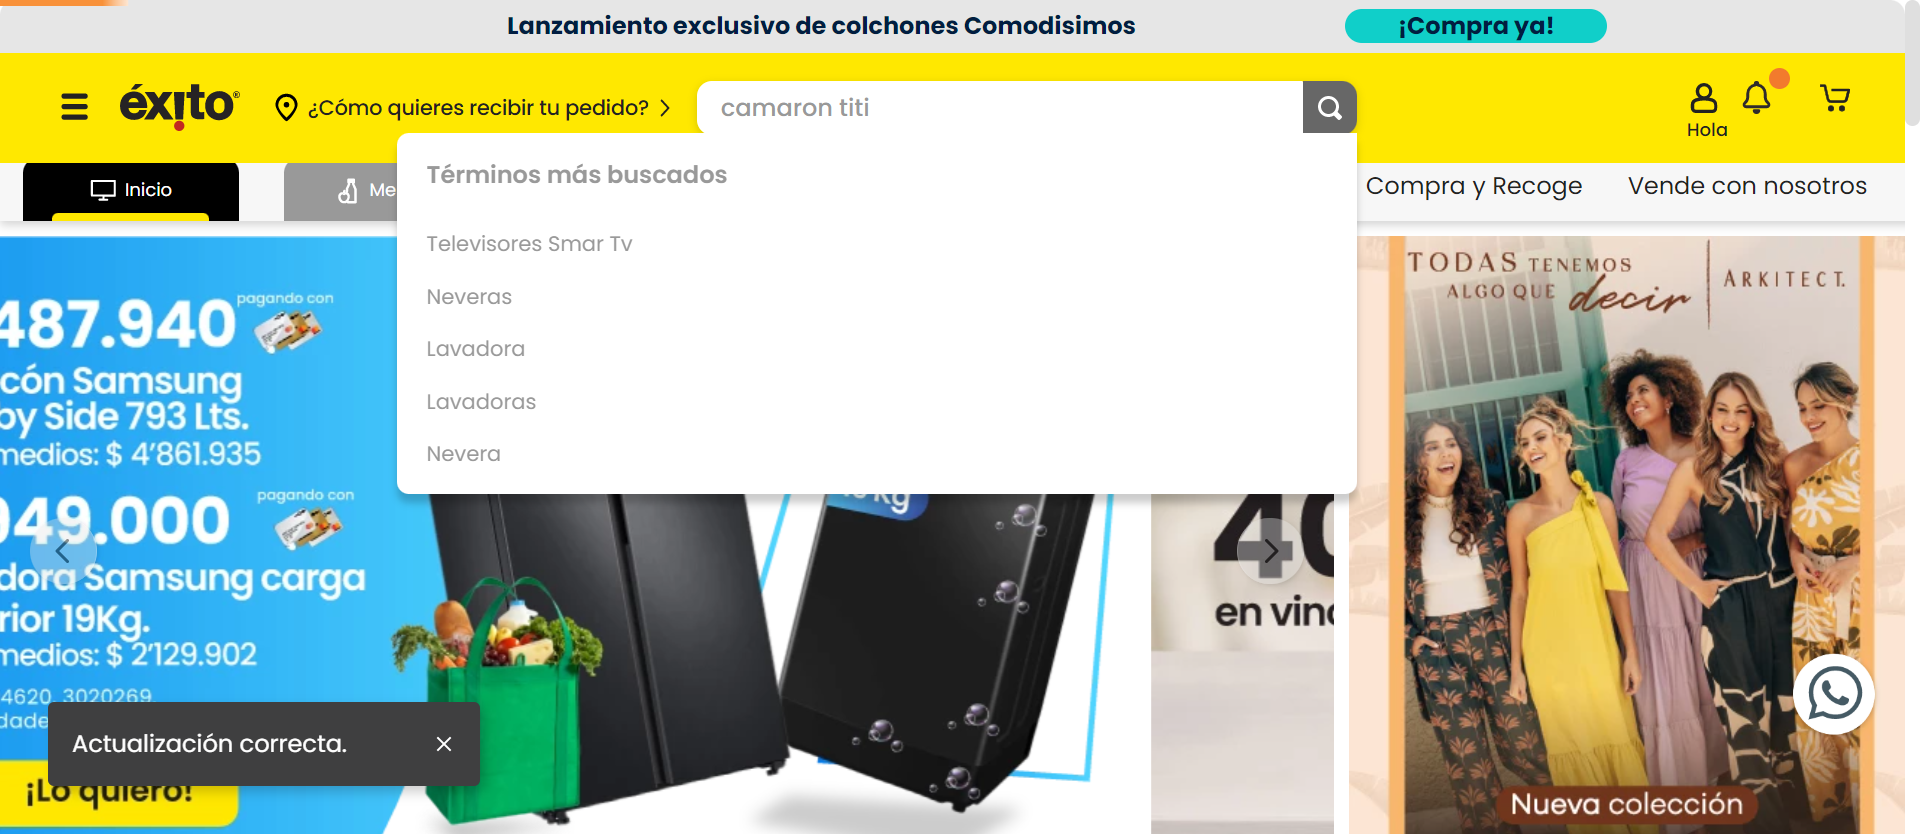 Lanzamiento exclusivo de colchones Comodisimos
¡Compra ya!
éxito
¿Cómo quieres recibir tu pedido?
camaron titi
Hola
Inicio
Me
Compra y Recoge
Vende con nosotros
Términos más buscados
Televisores Smar Tv
Neveras
Lavadora
Lavadoras
Nevera
487.940
pagando con
cón Samsung
by Side 793 Lts.
medios: $ 4'861.935
949.000
pagando con
dora Samsung carga
rior 19Kg.
medios: $ 2'129.902
4620 3020269
dade
Actualización correcta.
¡Lo quiero!
Kg
40
en vinc
TODAS TENEMOS
ALGO QUE decir
ARKITECT.
Nueva colección